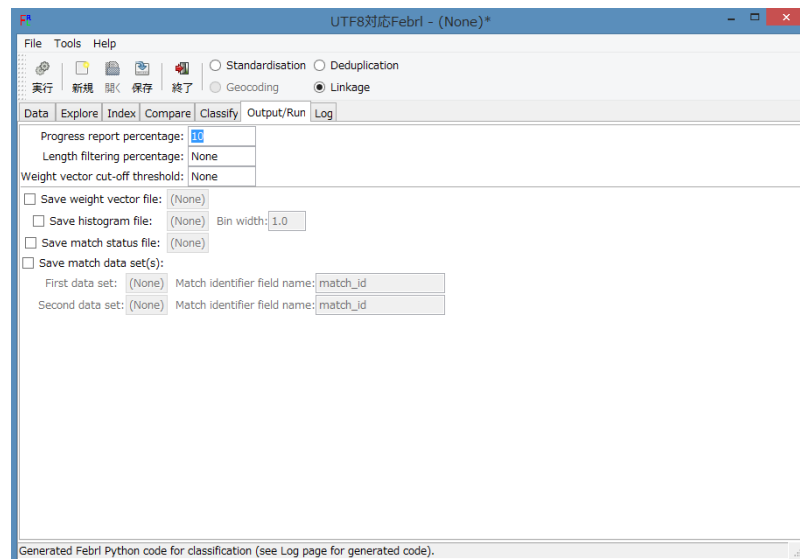 FR UTF8対応Febrl - (None)*
File Tools Help
実行 新規 開く 保存 終了
Standardisation Deduplication
Geocoding Linkage
Data Explore Index Compare Classify Output/Run Log
Progress report percentage: 10
Length filtering percentage: None
Weight vector cut-off threshold: None
Save weight vector file: (None)
Save histogram file: (None) Bin width: 1.0
Save match status file: (None)
Save match data set(s):
First data set: (None) Match identifier field name: match_id
Second data set: (None) Match identifier field name: match_id
Generated Febrl Python code for classification (see Log page for generated code).